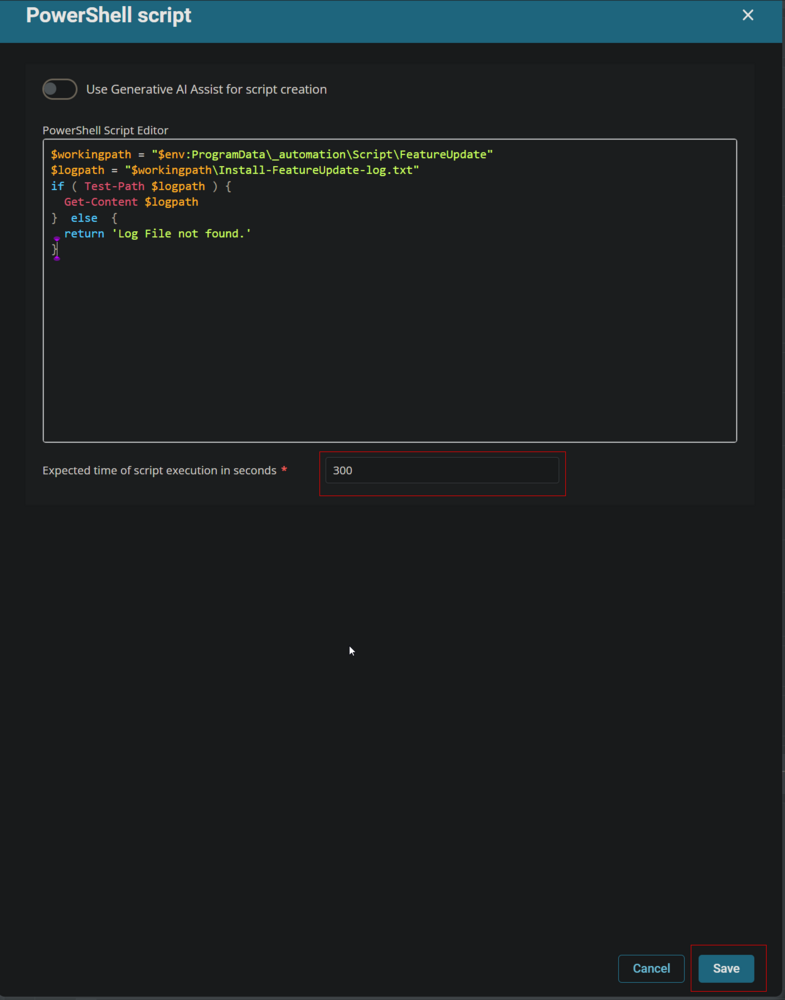 PowerShell script
Use Generative AI Assist for script creation
PowerShell Script Editor
$workingpath = "$env:ProgramData\_automation\Script\FeatureUpdate"
$logpath = "$workingpath\Install-FeatureUpdate-log.txt"
if ( Test-Path $logpath ) {
  Get-Content $logpath
}  else  {
  return 'Log File not found.'
}
Expected time of script execution in seconds * 300
Cancel Save